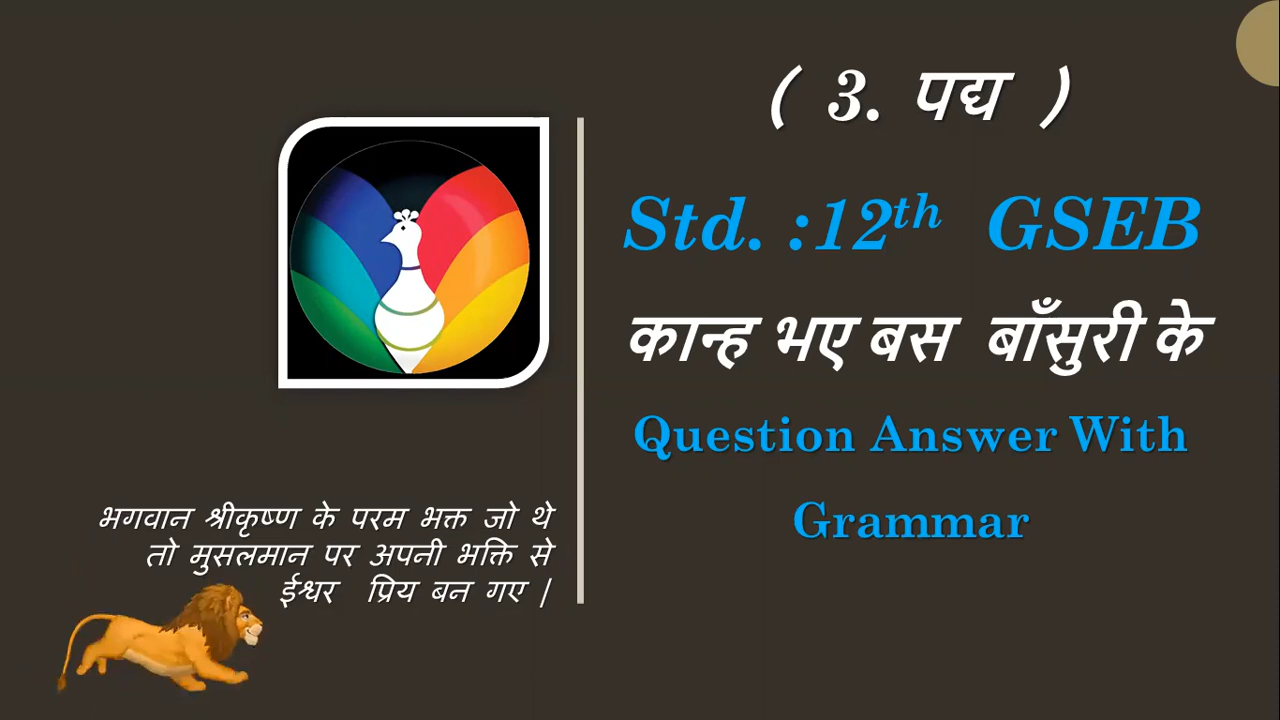 ( 3. पद्य )
Std. :12th GSEB
कान्ह भए बस बाँसुरी के
Question Answer With
Grammar
भगवान श्रीकृष्ण के परम भक्त जो थे
तो मुसलमान पर अपनी भक्ति से
ईश्वर प्रिय बन गए |